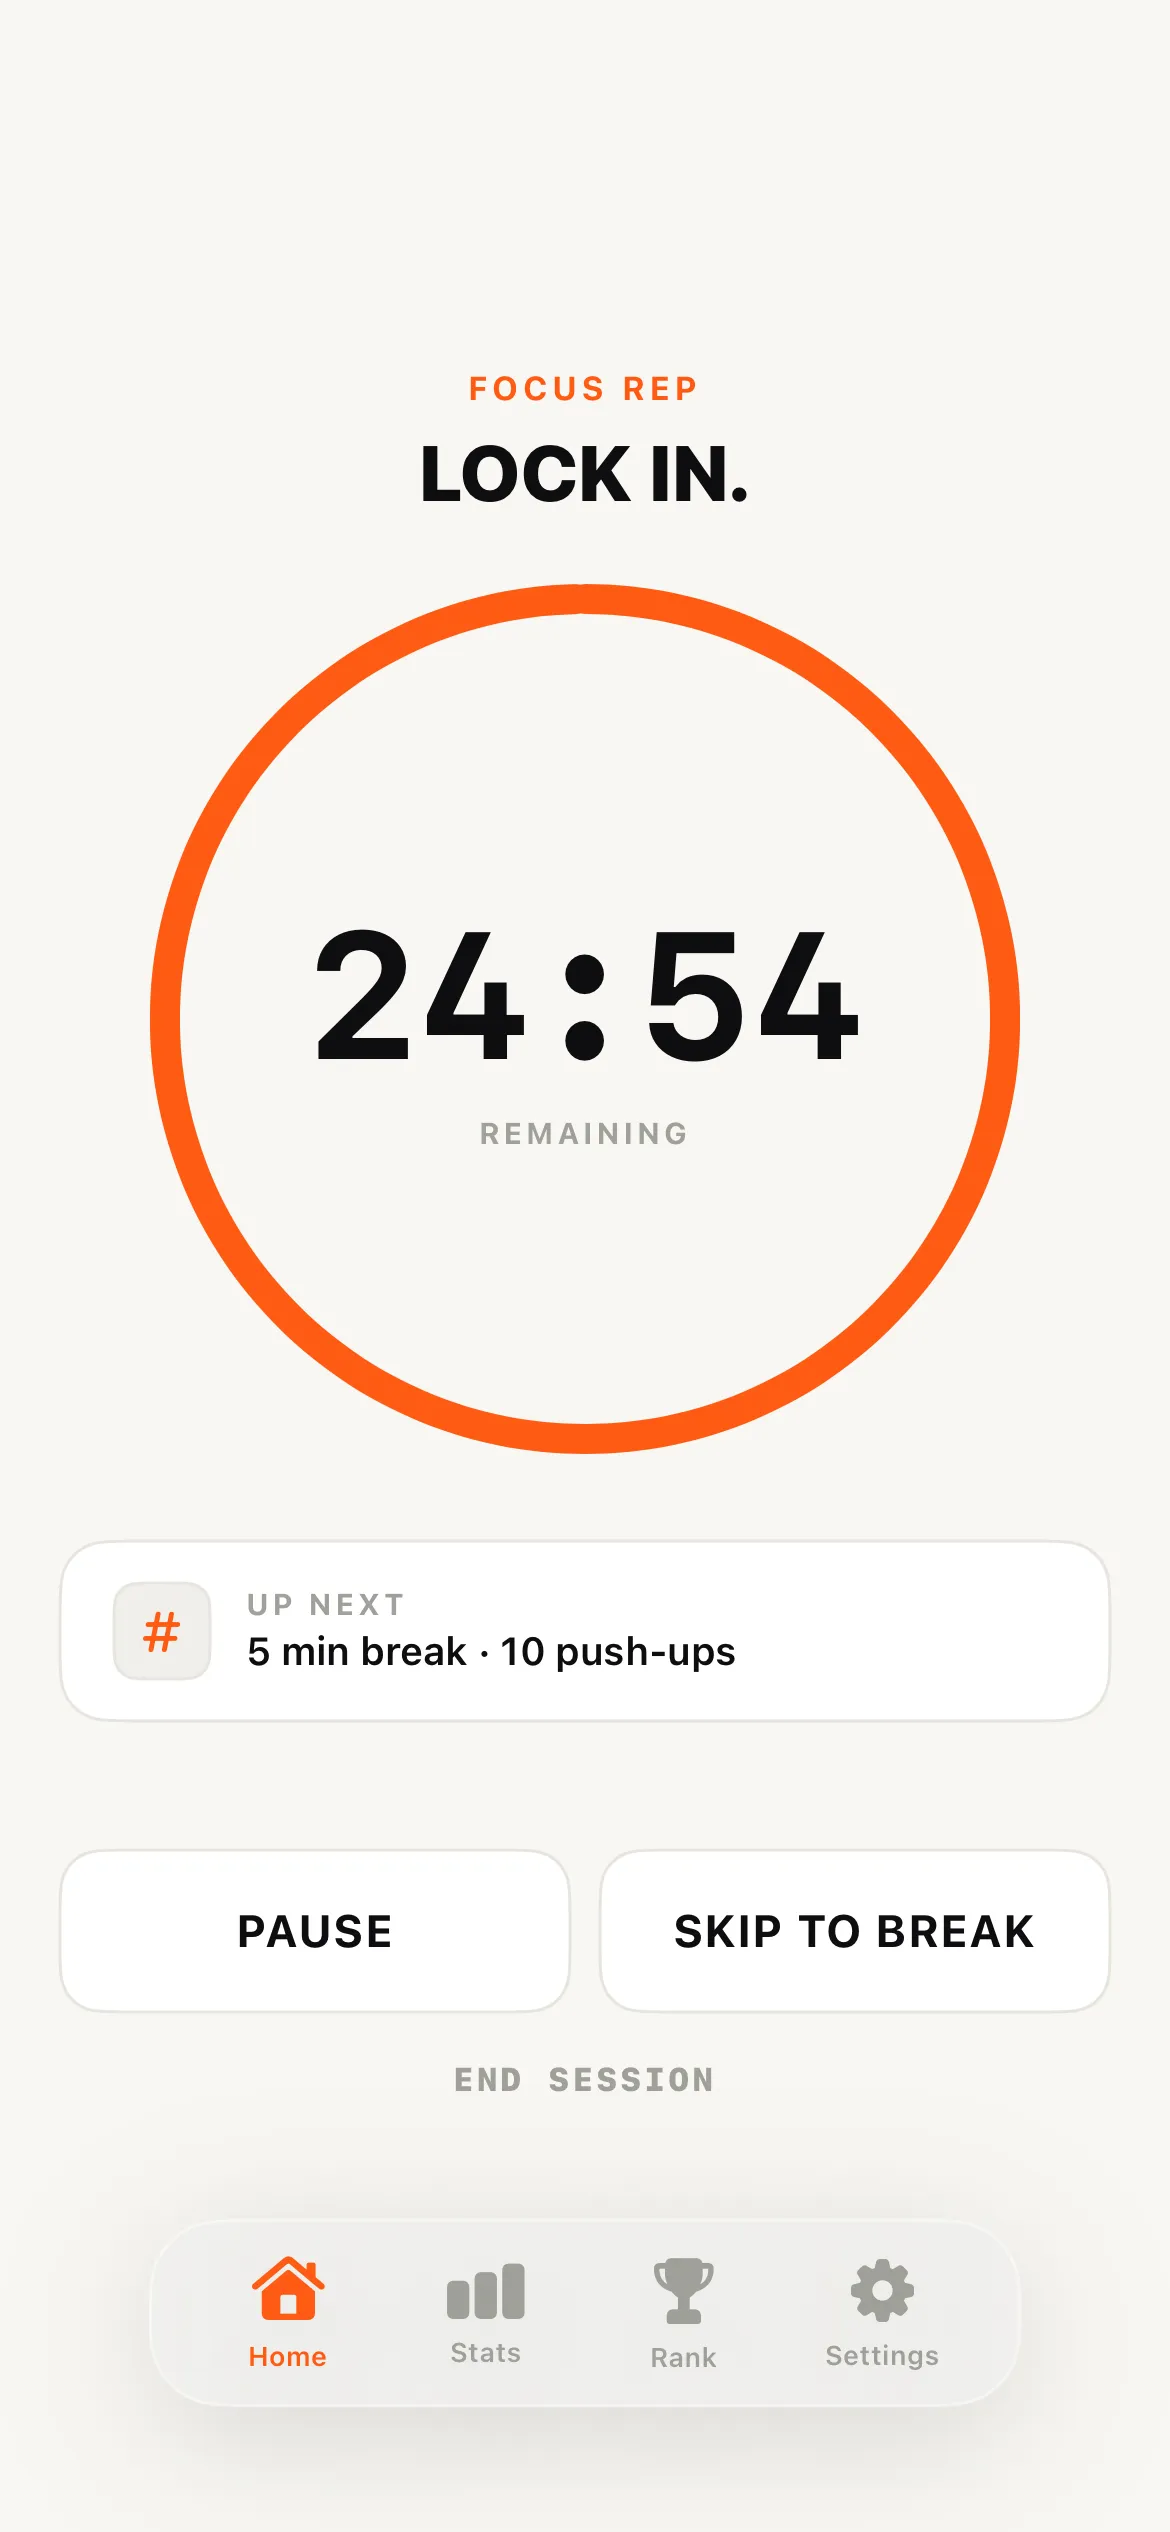 FOCUS REP
LOCK IN.
24:54
REMAINING
#
UP NEXT
5 min break · 10 push-ups
PAUSE
SKIP TO BREAK
END SESSION
Home
Stats
Rank
Settings